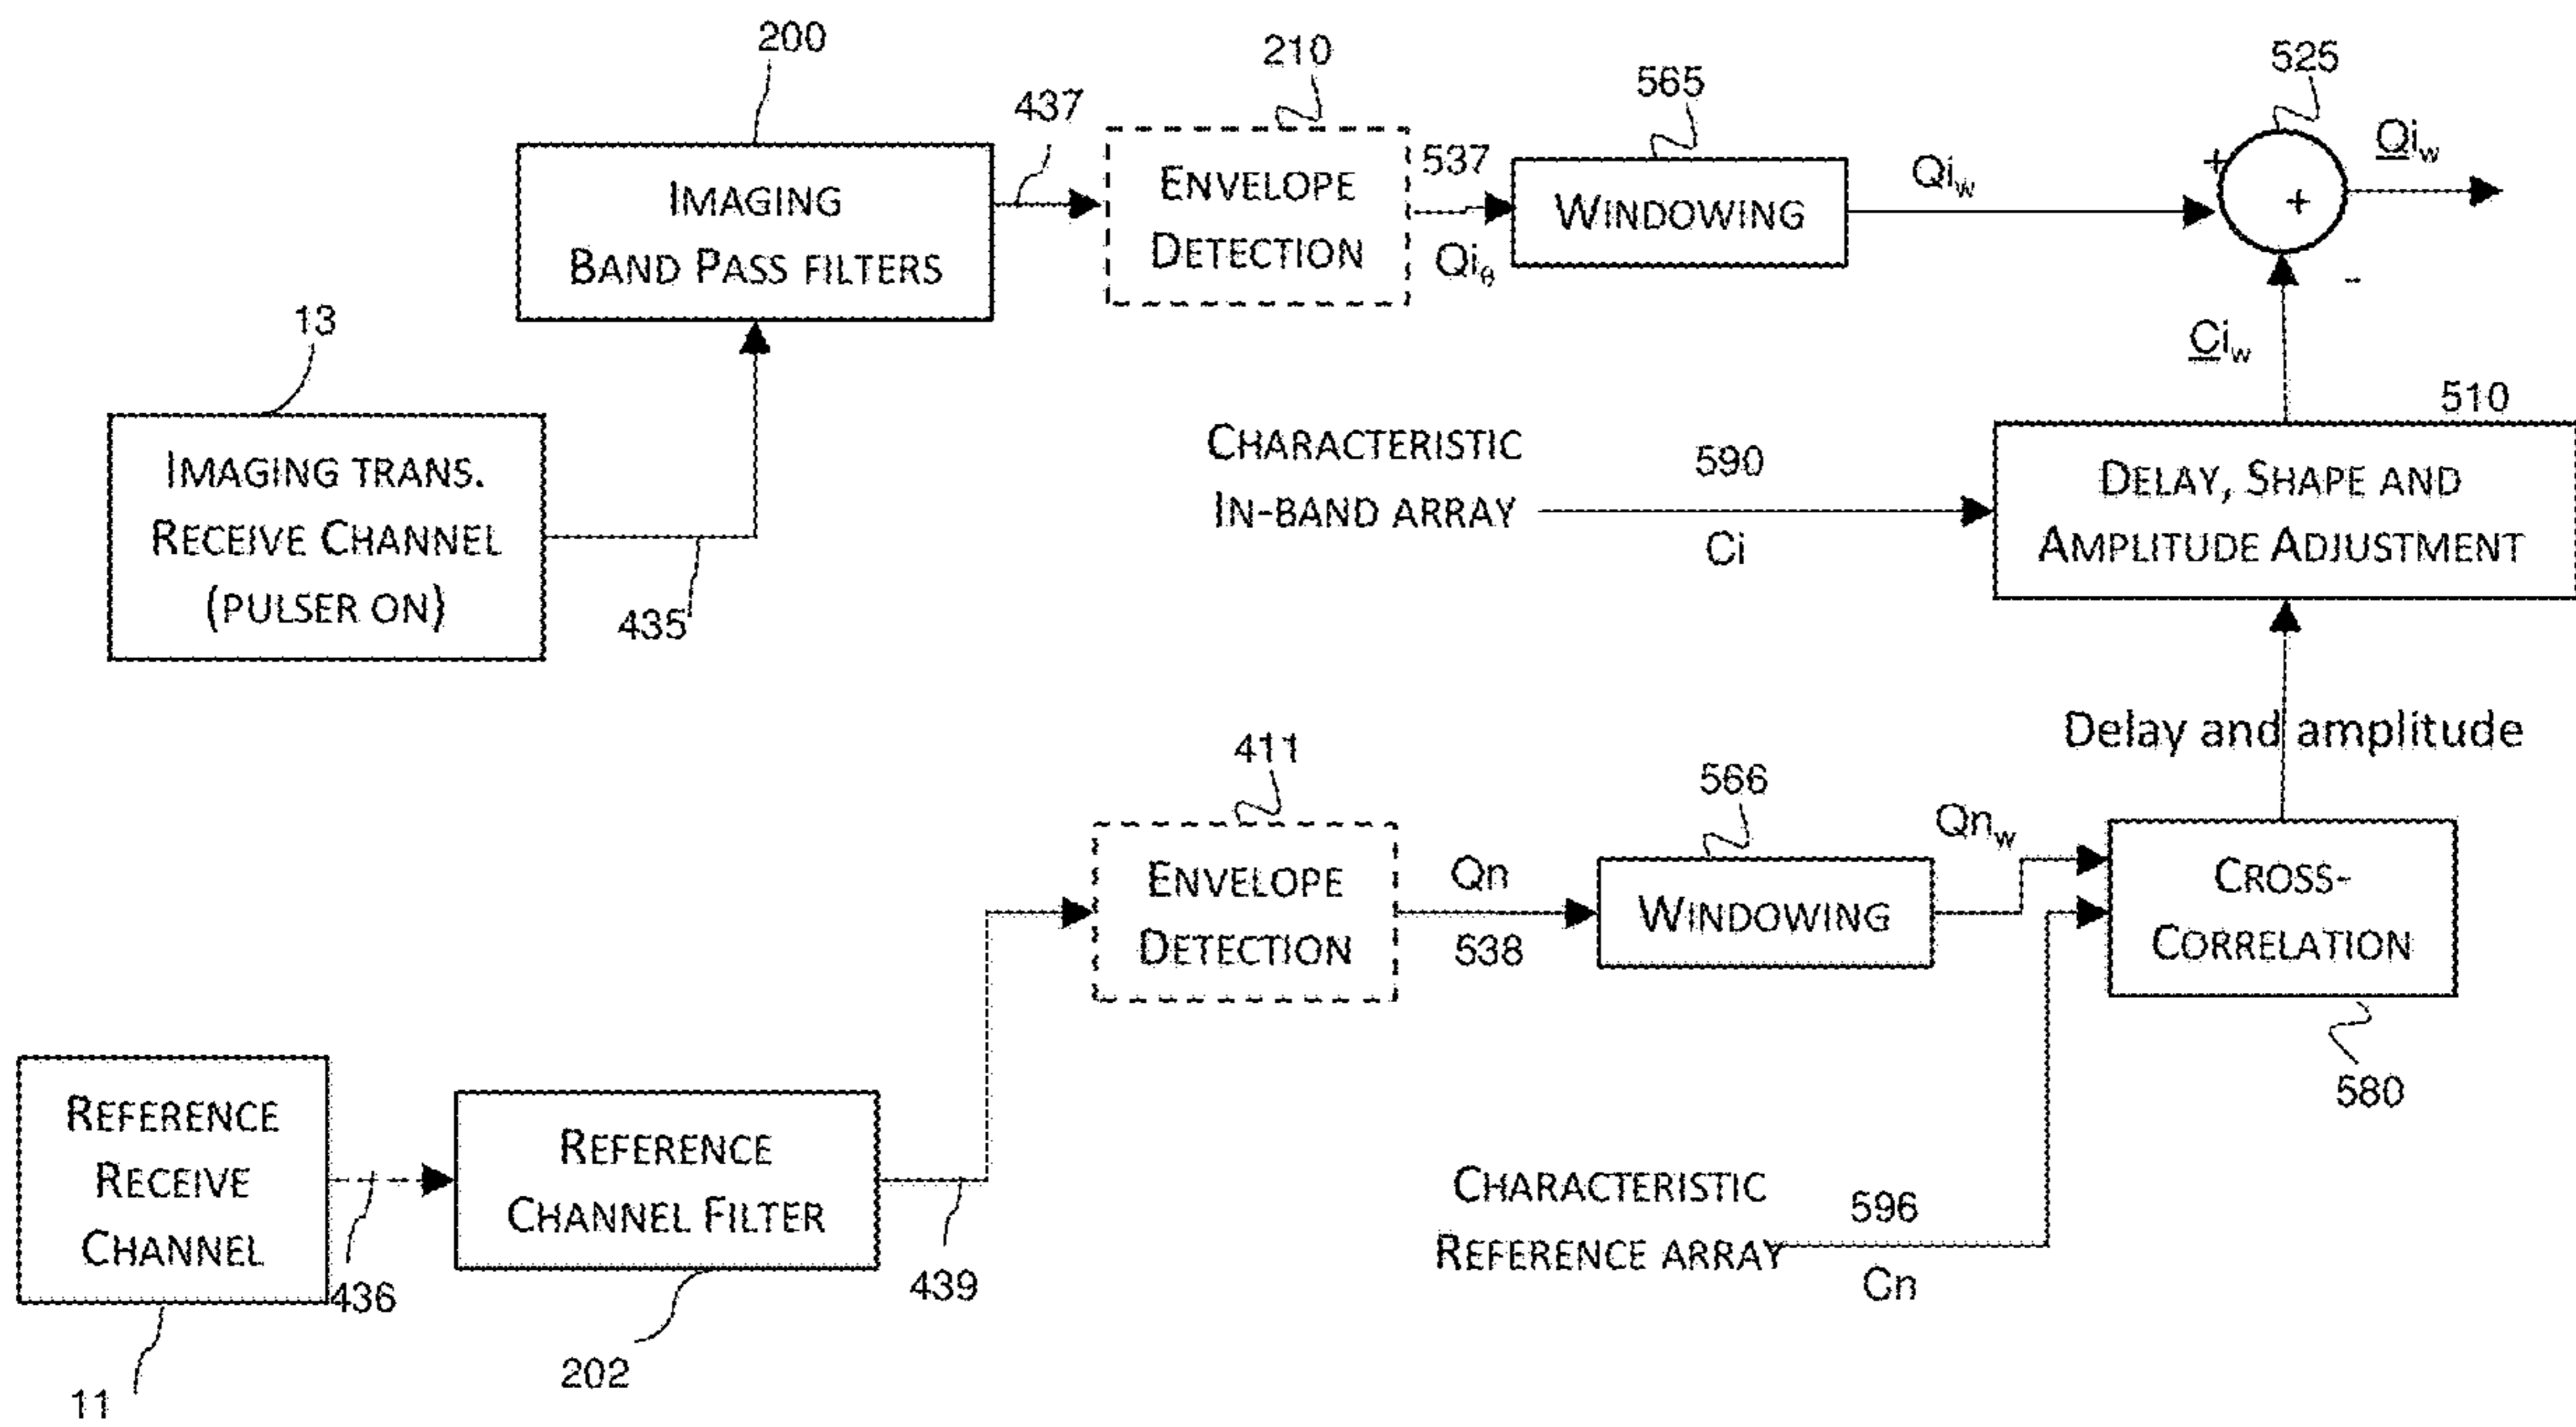 200
IMAGING
BAND PASS FILTERS
437
210
ENVELOPE
DETECTION
537
Qiθ
565
WINDOWING
Qiw
525
+
+
-
Qiw
Ciw
13
IMAGING TRANS.
RECEIVE CHANNEL
(PULSER ON)
435
CHARACTERISTIC
IN-BAND ARRAY
590
Ci
510
DELAY, SHAPE AND
AMPLITUDE ADJUSTMENT
Delay and amplitude
411
ENVELOPE
DETECTION
Qn
538
566
WINDOWING
Qnw
CROSS-
CORRELATION
580
REFERENCE
RECEIVE
CHANNEL
11
436
REFERENCE
CHANNEL FILTER
202
439
CHARACTERISTIC
REFERENCE ARRAY
596
Cn